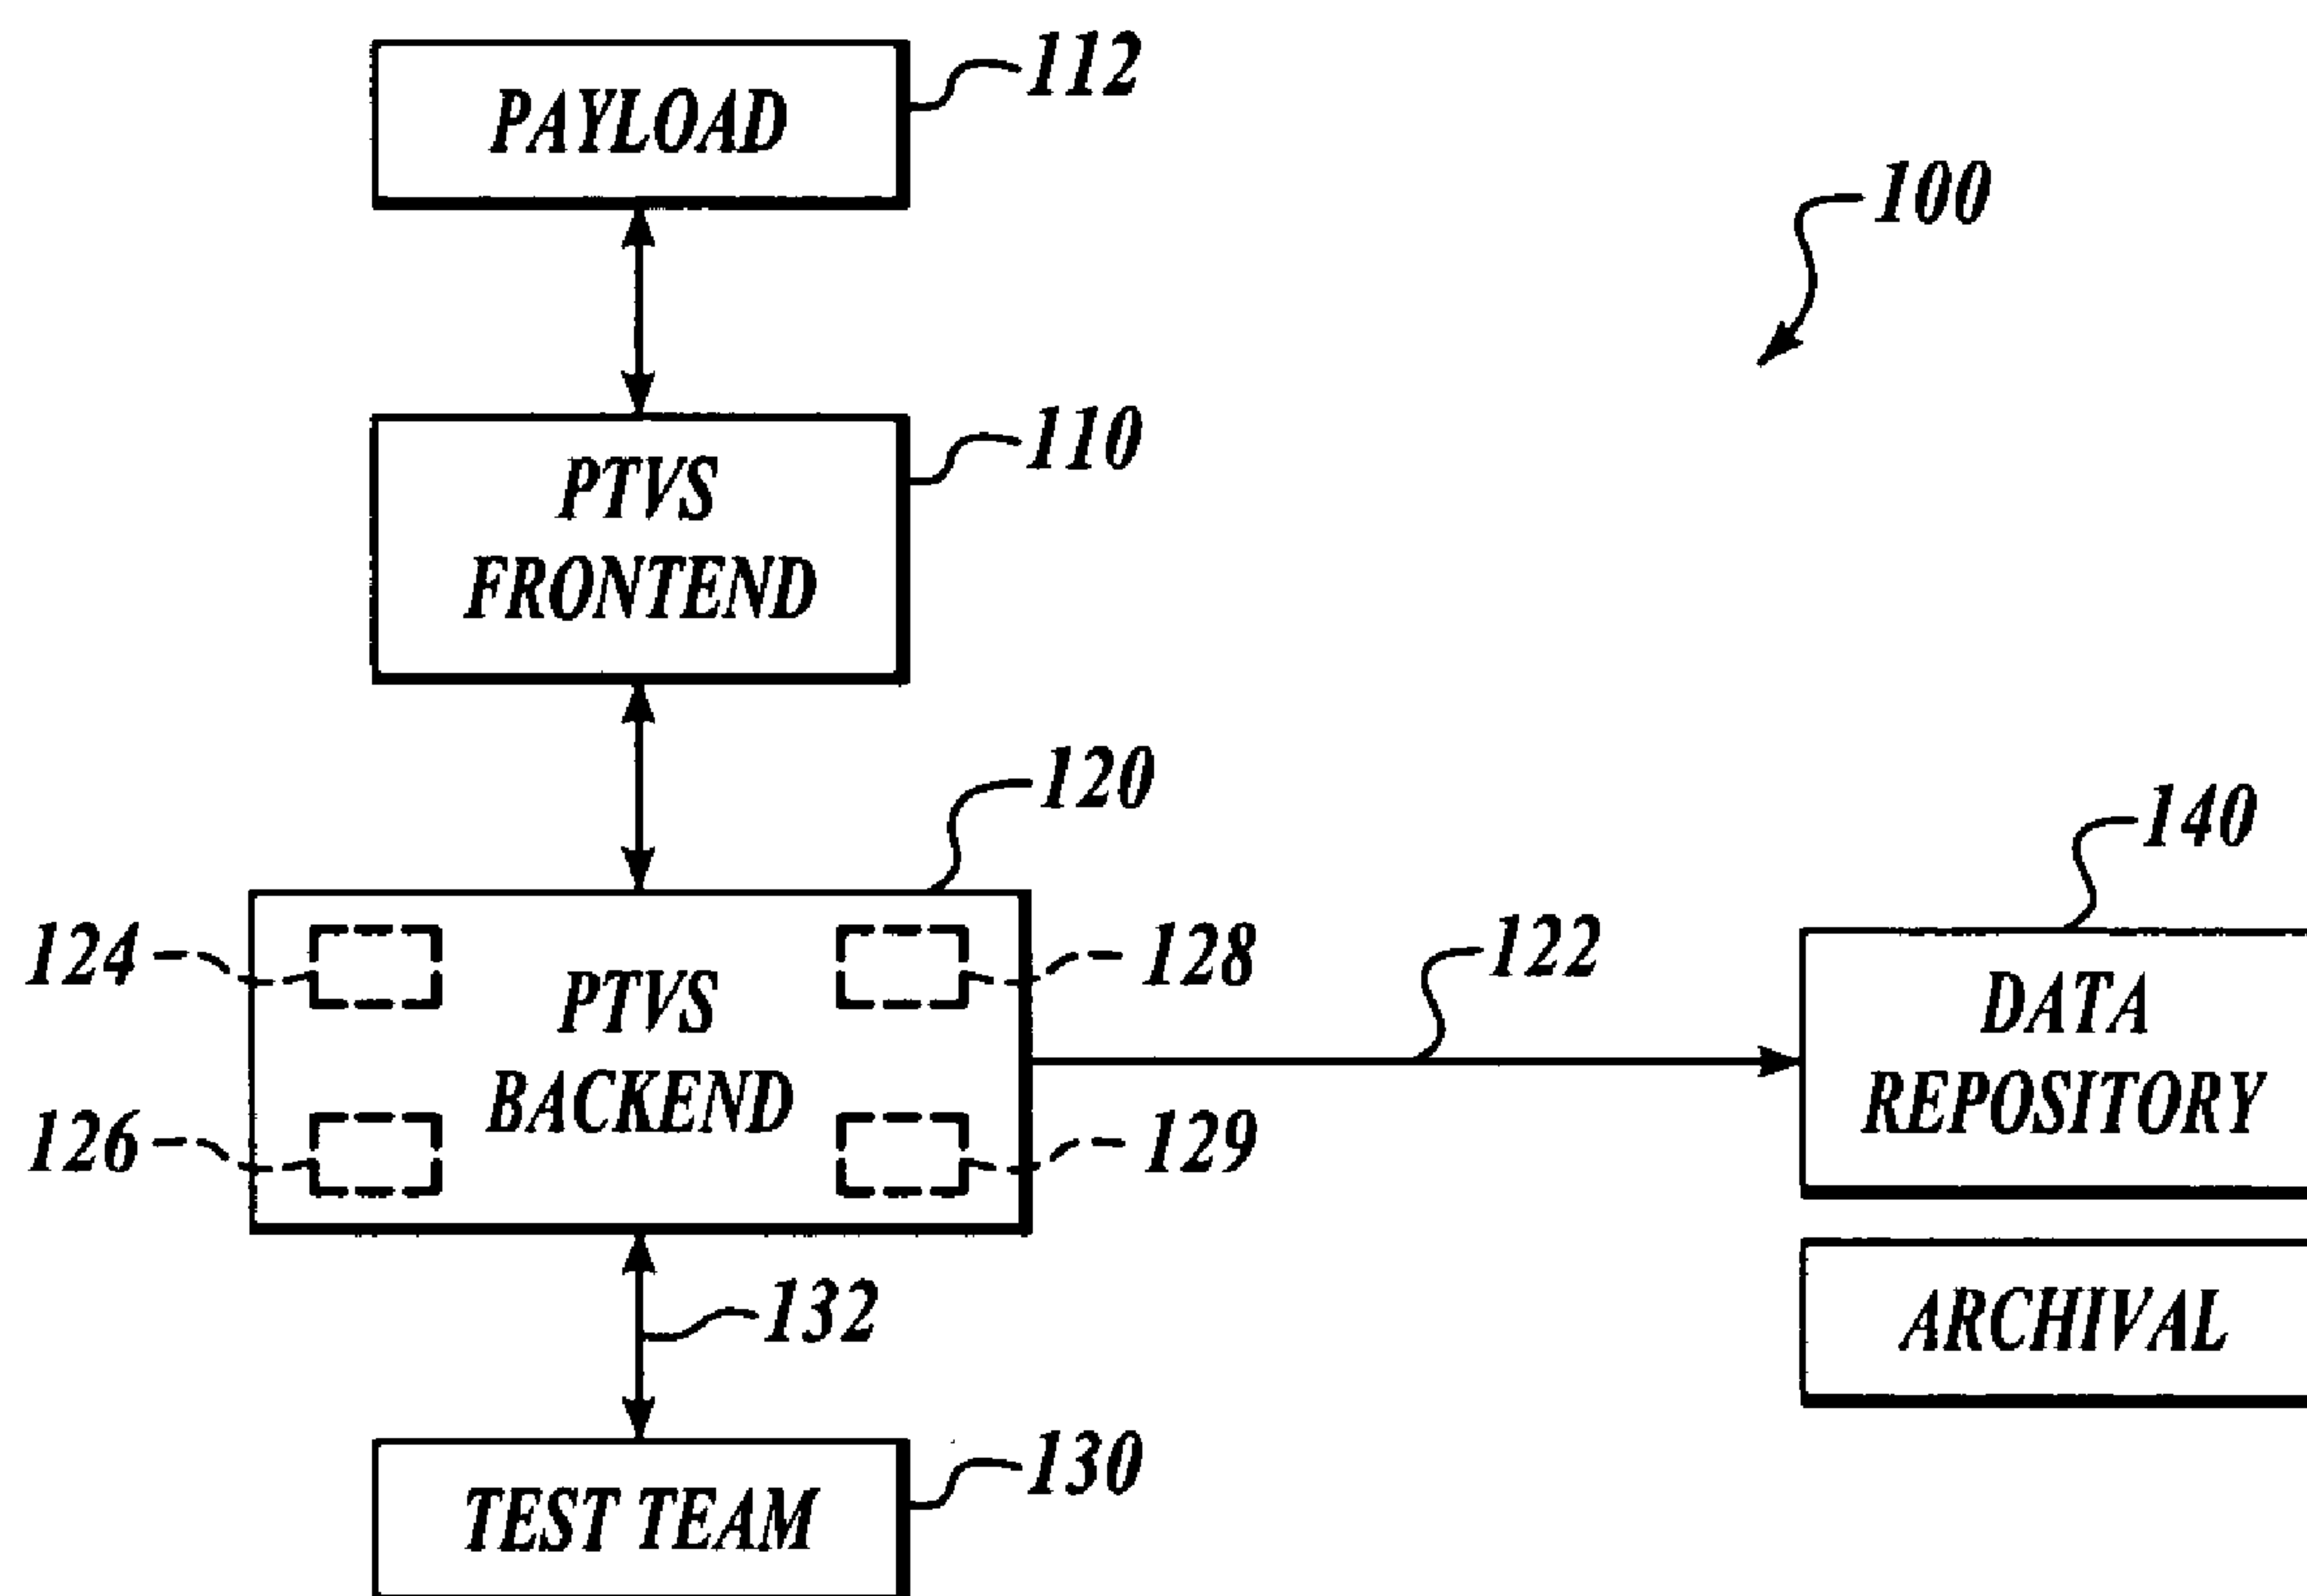 112
PAYLOAD
100
110
PTVS
FRONTEND
120
140
124
128
122
PTVS
BACKEND
DATA
REPOSITORY
126
129
132
ARCHIVAL
130
TEST TEAM